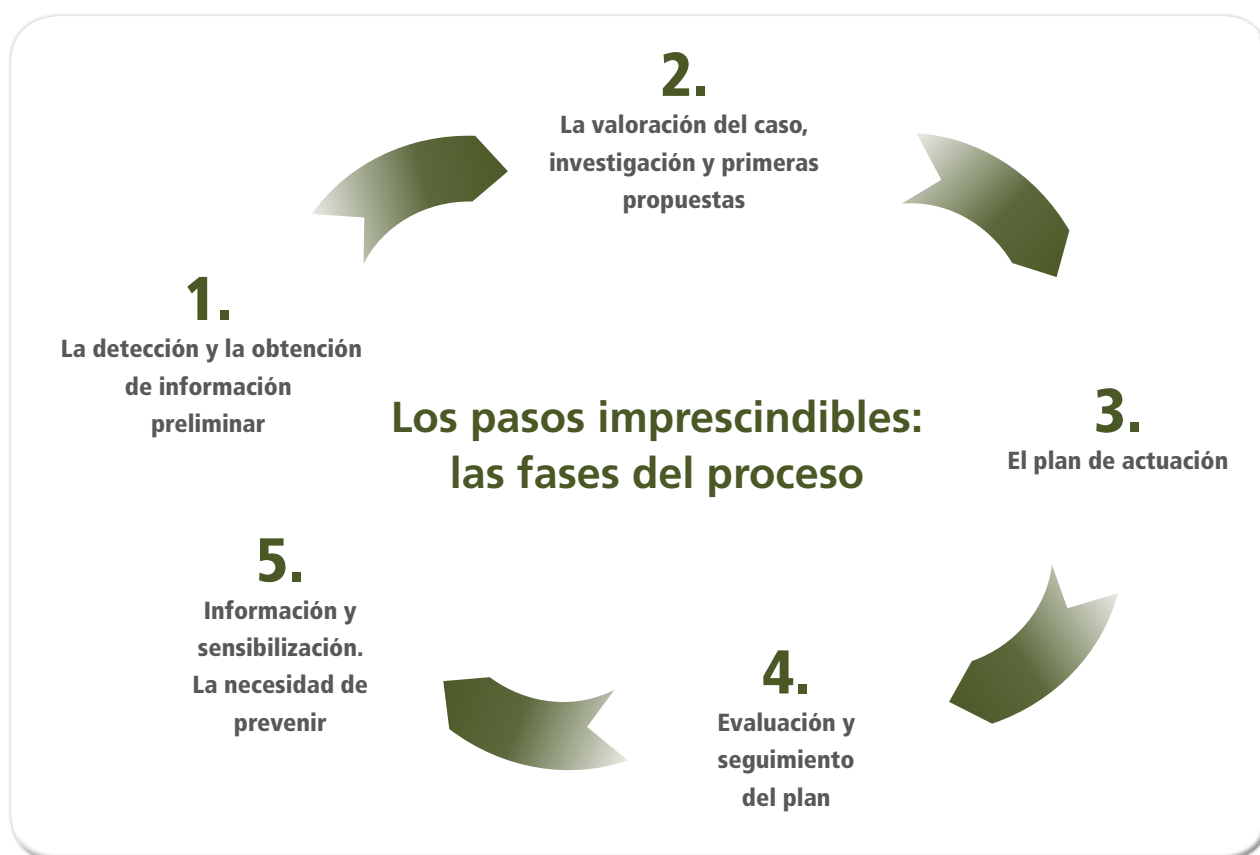 2.
La valoración del caso,
investigación y primeras
propuestas
1.
La detección y la obtención
de información
preliminar
Los pasos imprescindibles:
las fases del proceso
3.
El plan de actuación
5.
Información y
sensibilización.
La necesidad de
prevenir
4.
Evaluación y
seguimiento
del plan